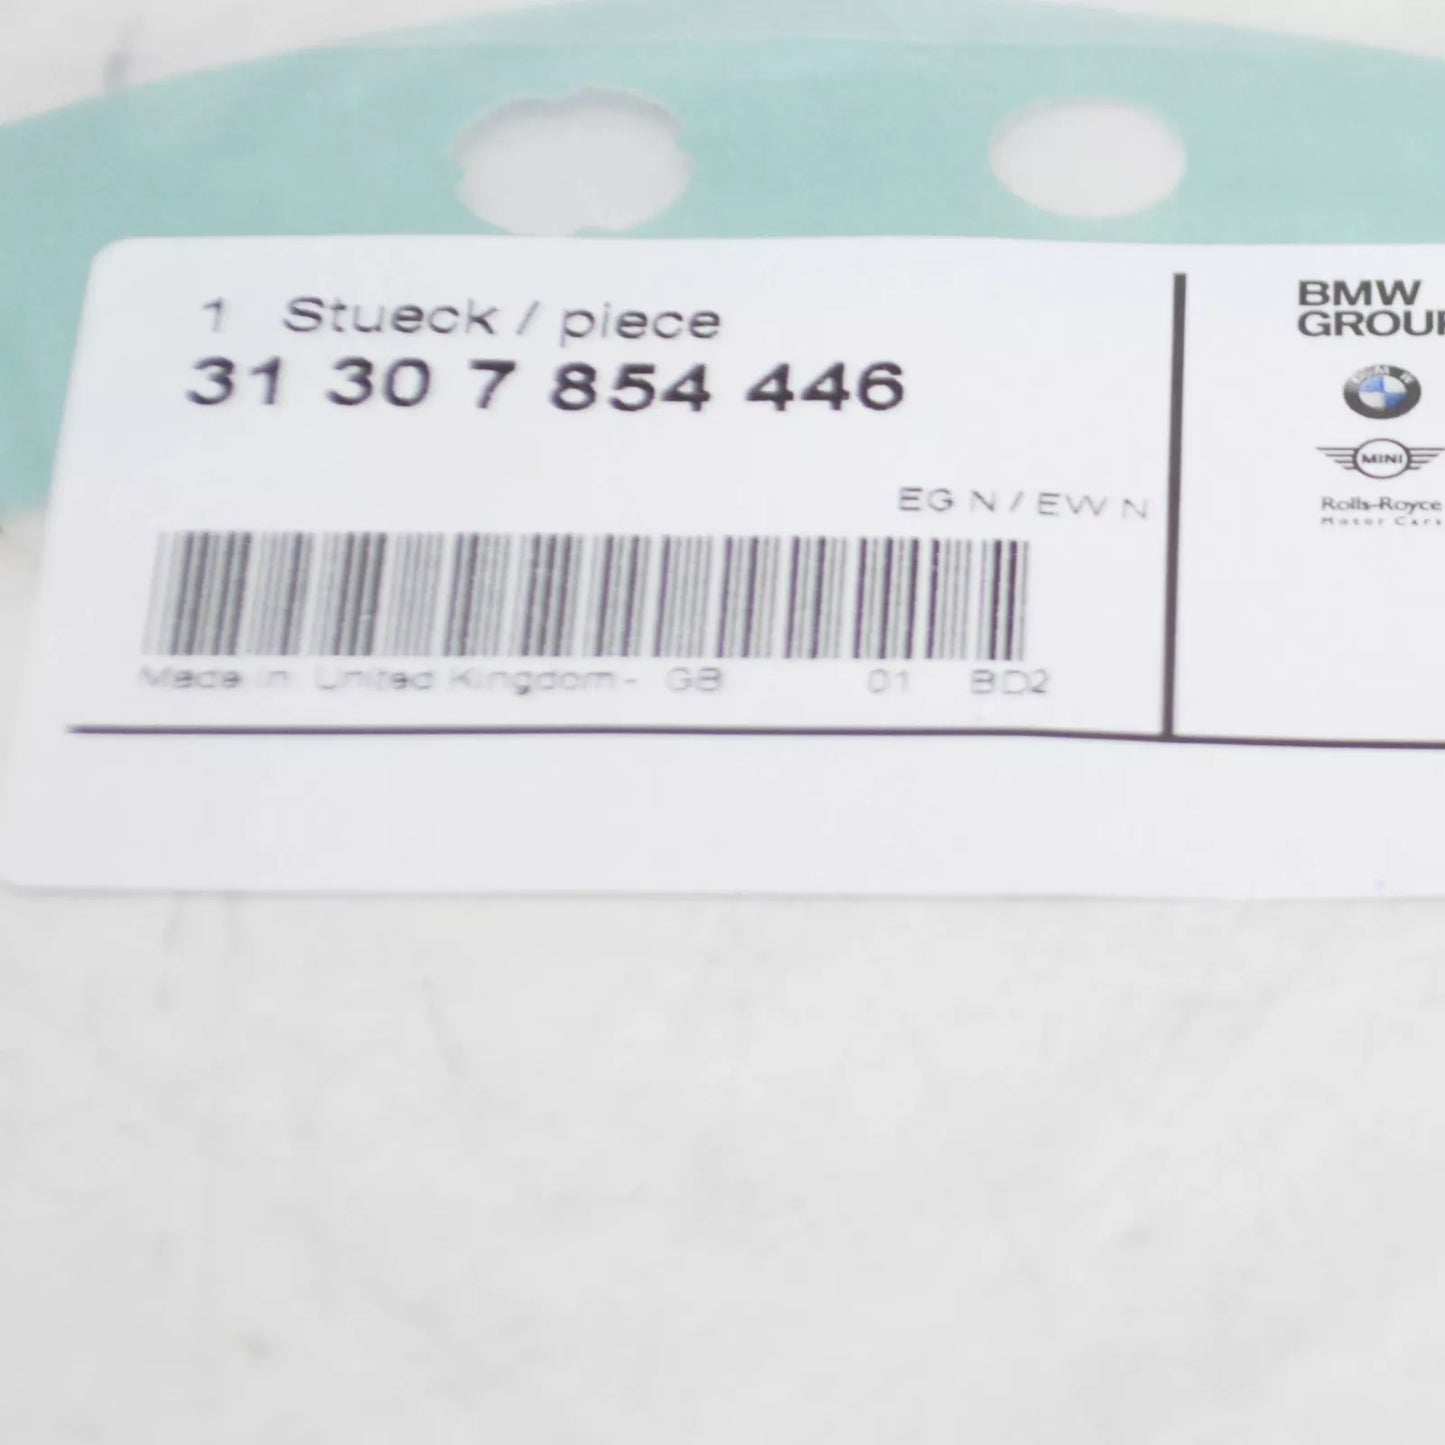 1 Stueck / piece
31 30 7 854 446
EG N / EW N
Made in United Kingdom- GB 01 BD2
BMW
GROUP
BMW
MINI
Rolls-Royce
Motor Cars